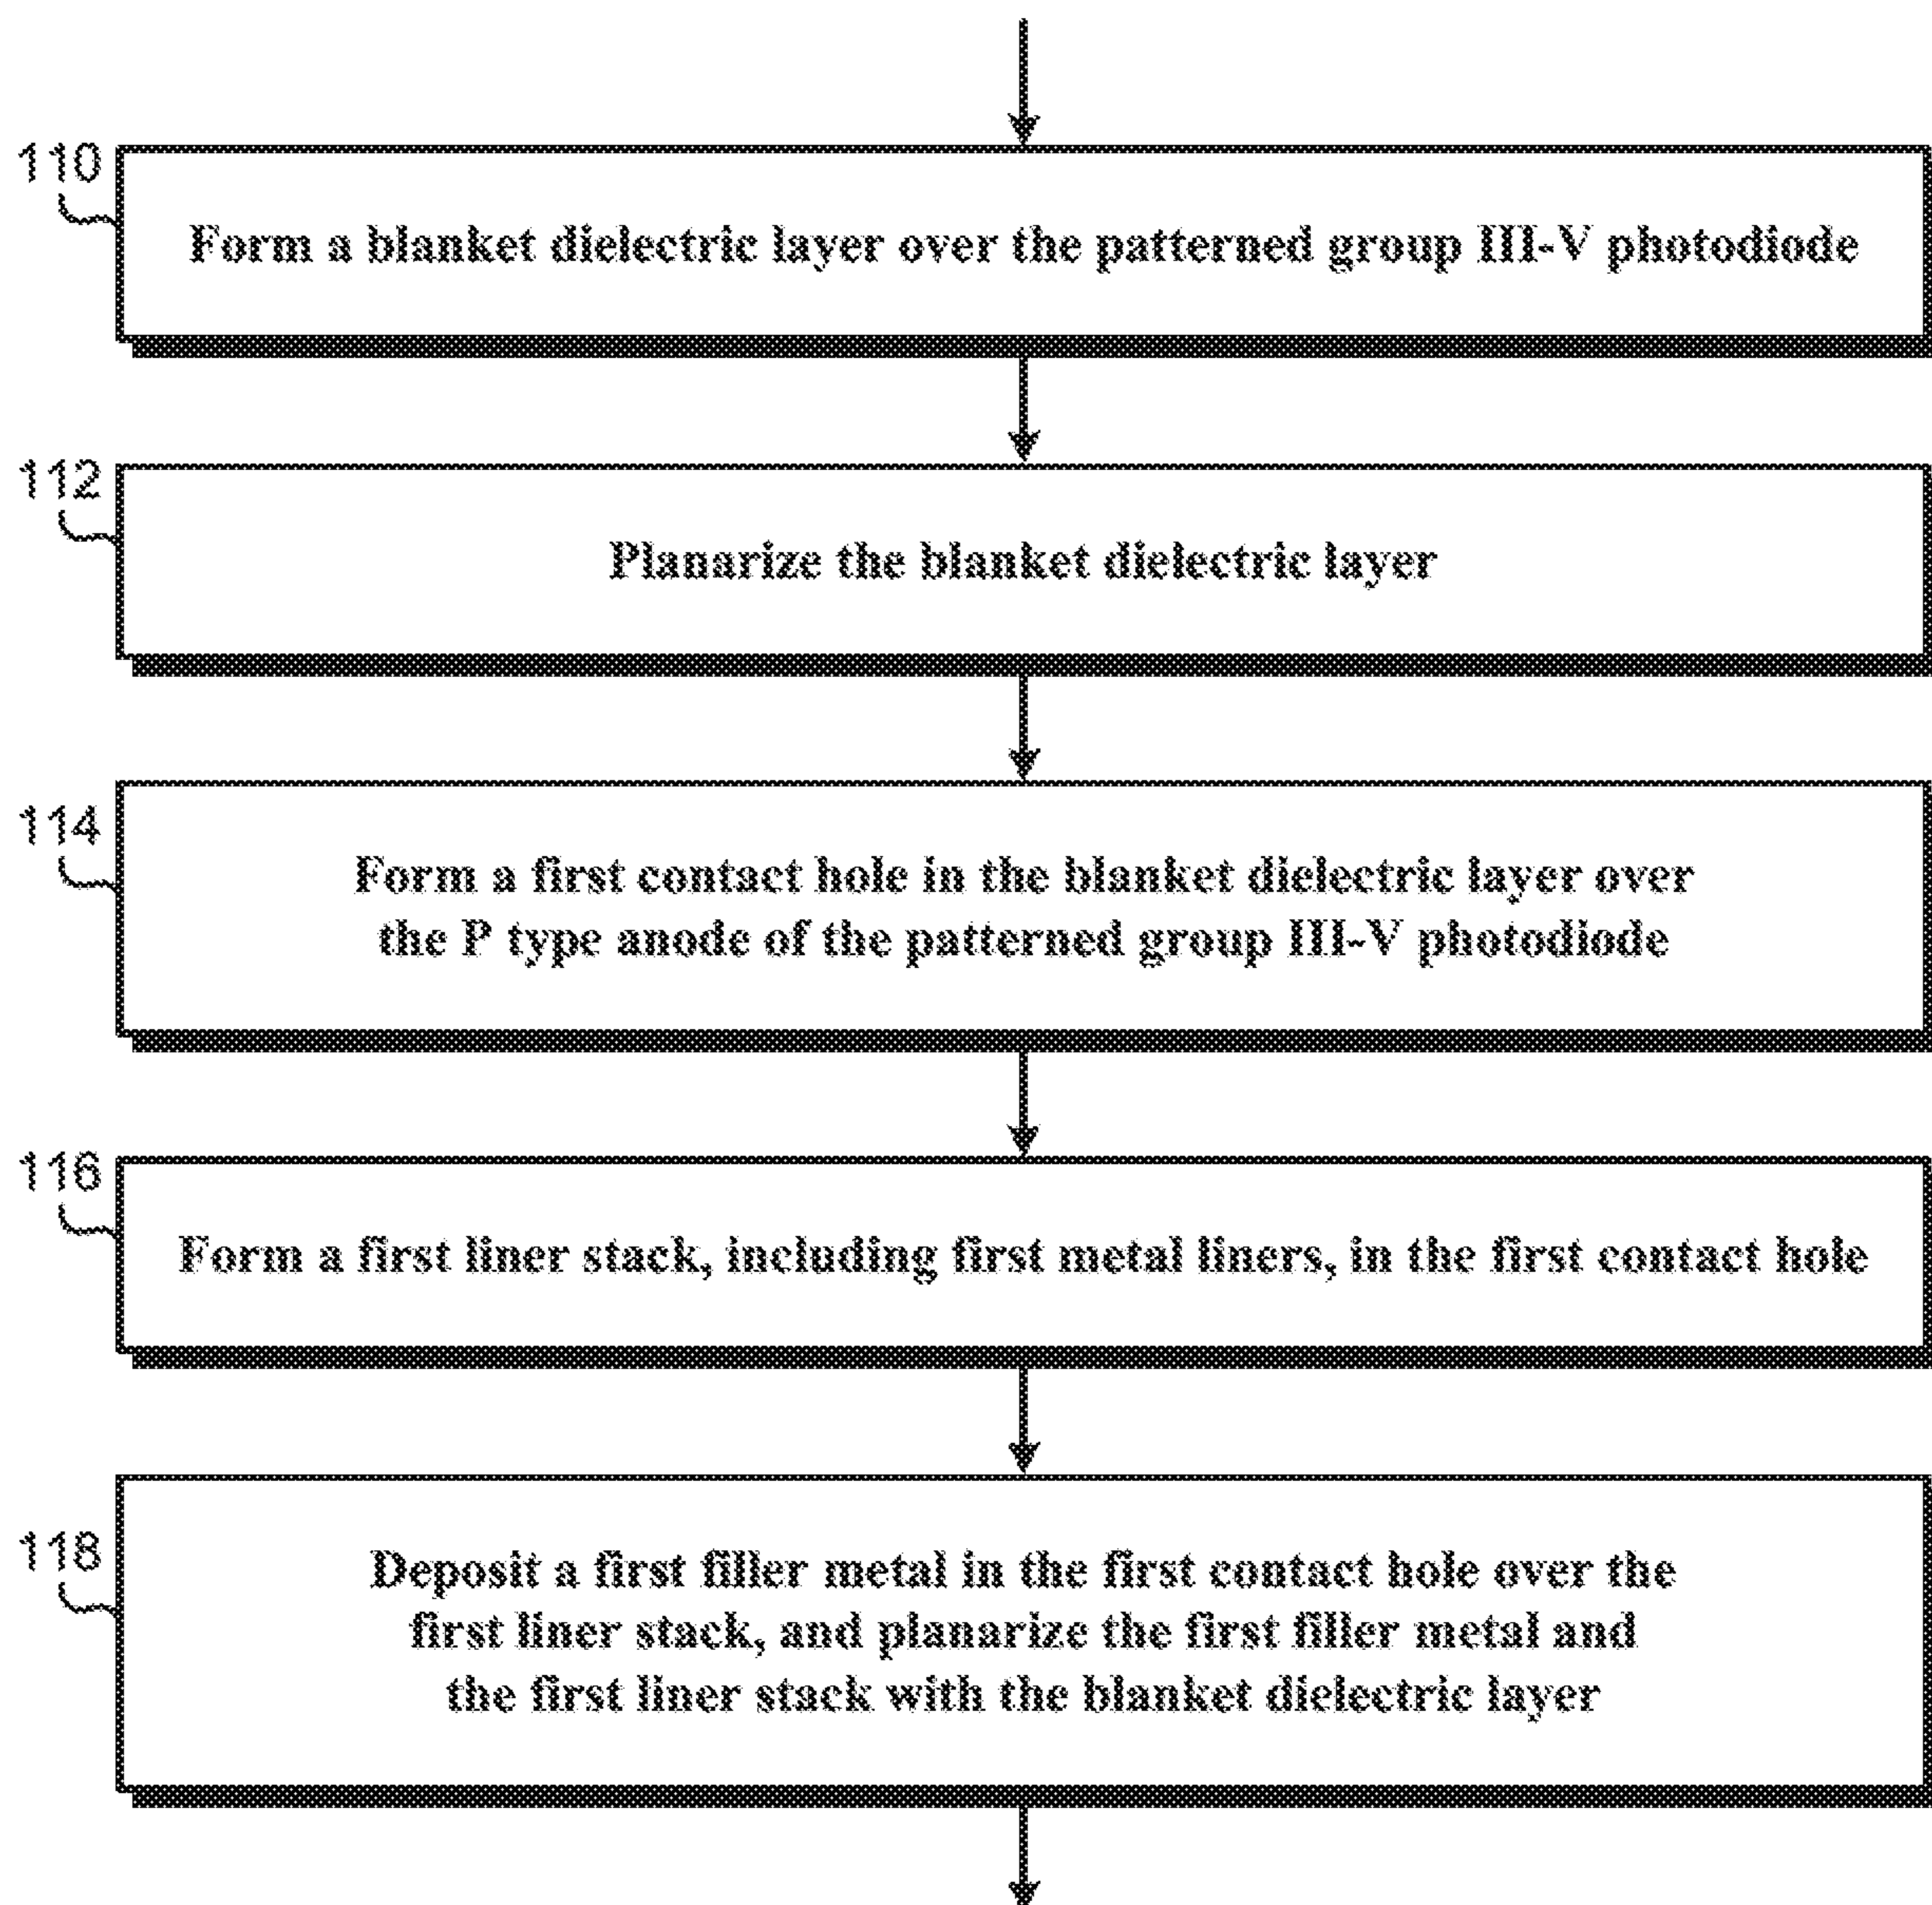 110
Form a blanket dielectric layer over the patterned group III-V photodiode
112
Planarize the blanket dielectric layer
114
Form a first contact hole in the blanket dielectric layer over
the P type anode of the patterned group III-V photodiode
116
Form a first liner stack, including first metal liners, in the first contact hole
118
Deposit a first filler metal in the first contact hole over the
first liner stack, and planarize the first filler metal and
the first liner stack with the blanket dielectric layer